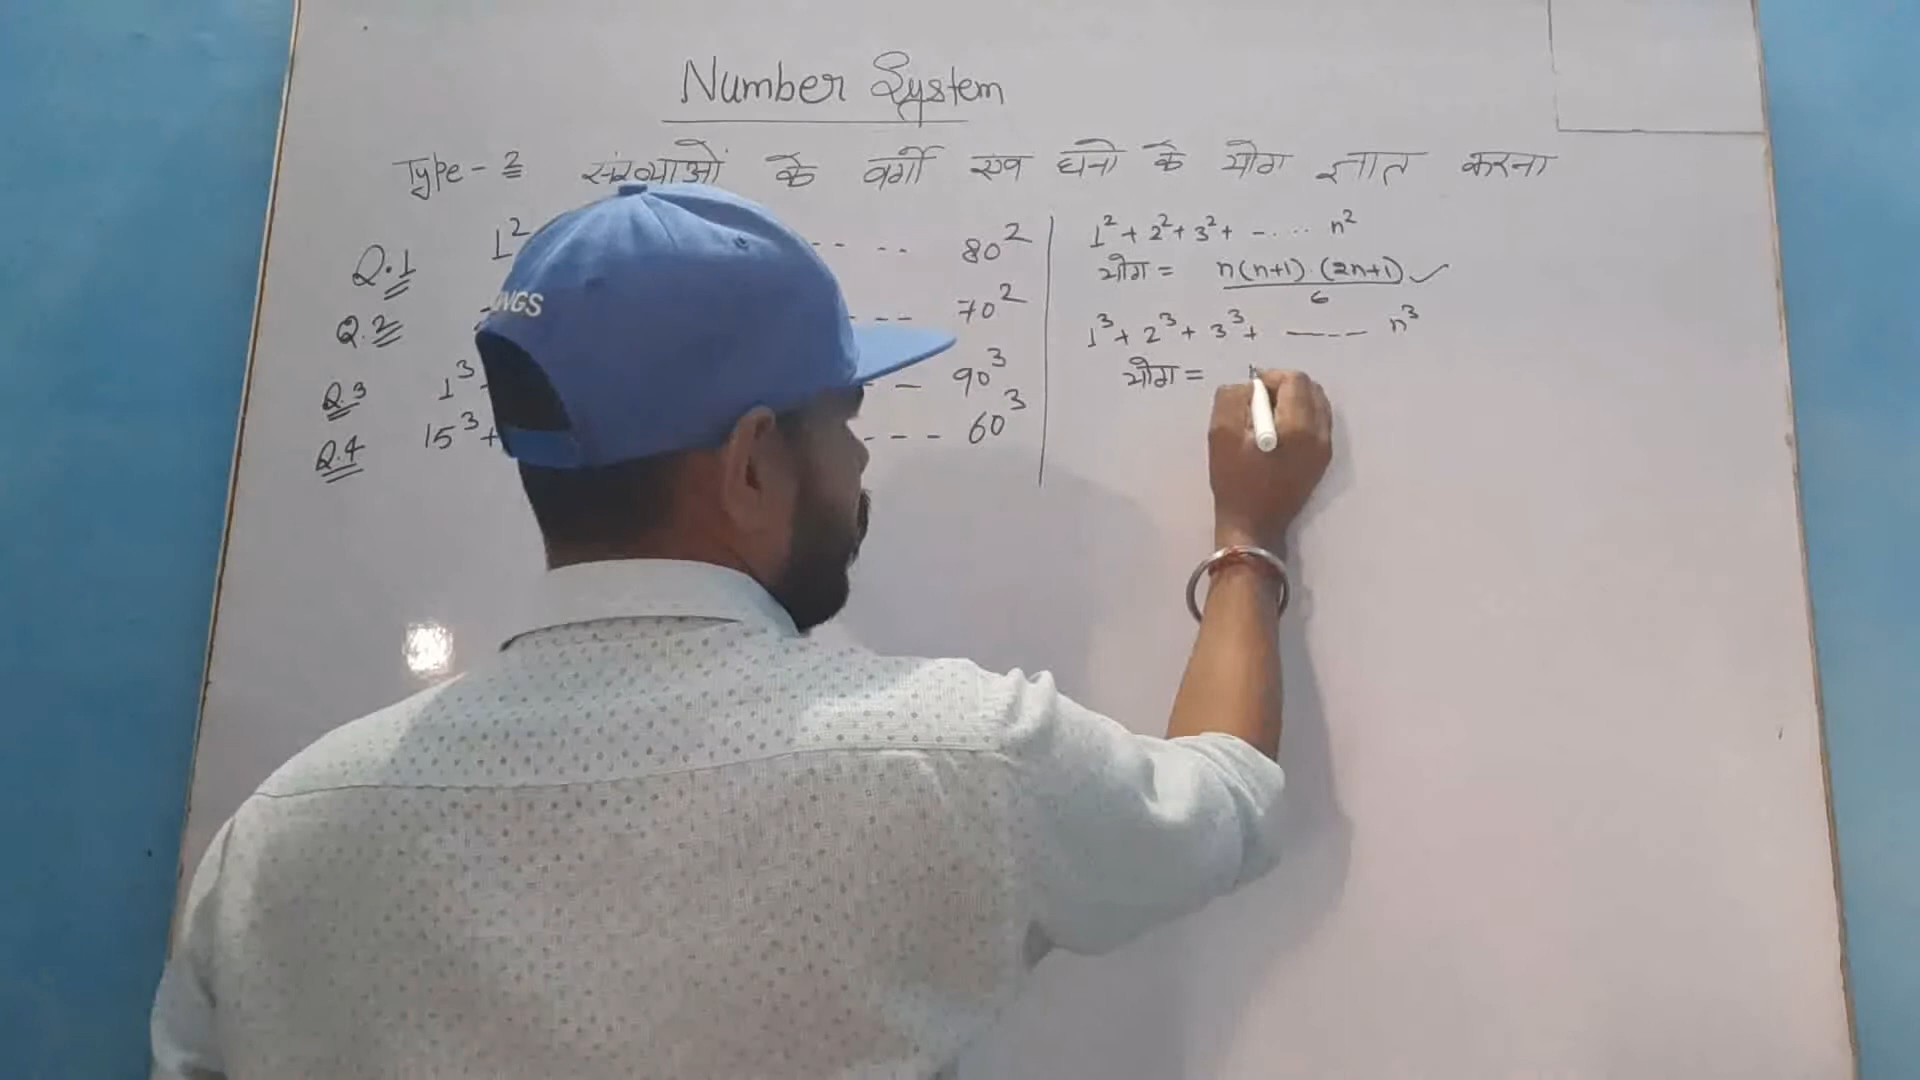 Number System
Type - 2 संख्याओं के वर्गो एव घनो के योग ज्ञात करना
Q.1 1² -- -- 80²
Q.2 --- 70²
Q.3 1³ - 90³
Q.4 15³+ --- 60³
1² + 2² + 3² + -.... n²
योग = n(n+1).(2n+1) ✓
6
1³ + 2³ + 3³ + ---- n³
योग =
NGS